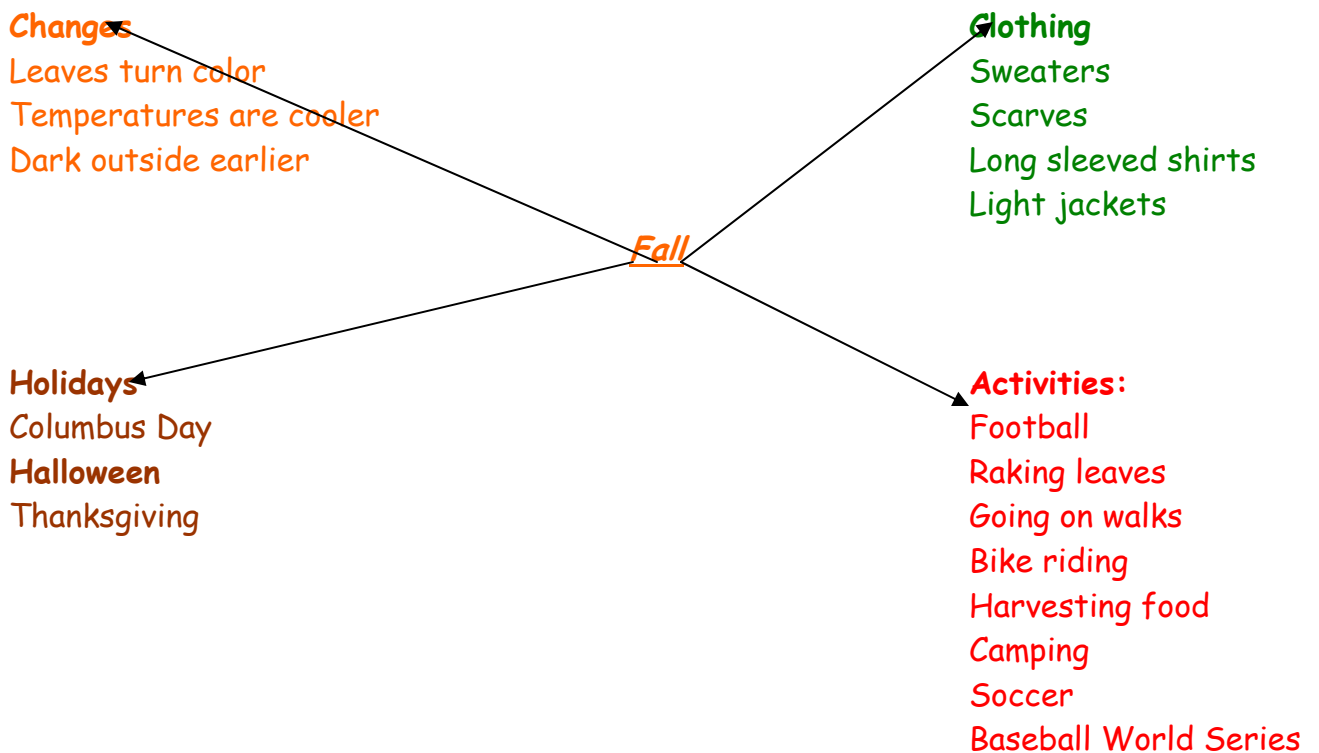 Changes
Leaves turn color
Temperatures are cooler
Dark outside earlier
Clothing
Sweaters
Scarves
Long sleeved shirts
Light jackets
Fall
Holidays
Columbus Day
Halloween
Thanksgiving
Activities:
Football
Raking leaves
Going on walks
Bike riding
Harvesting food
Camping
Soccer
Baseball World Series